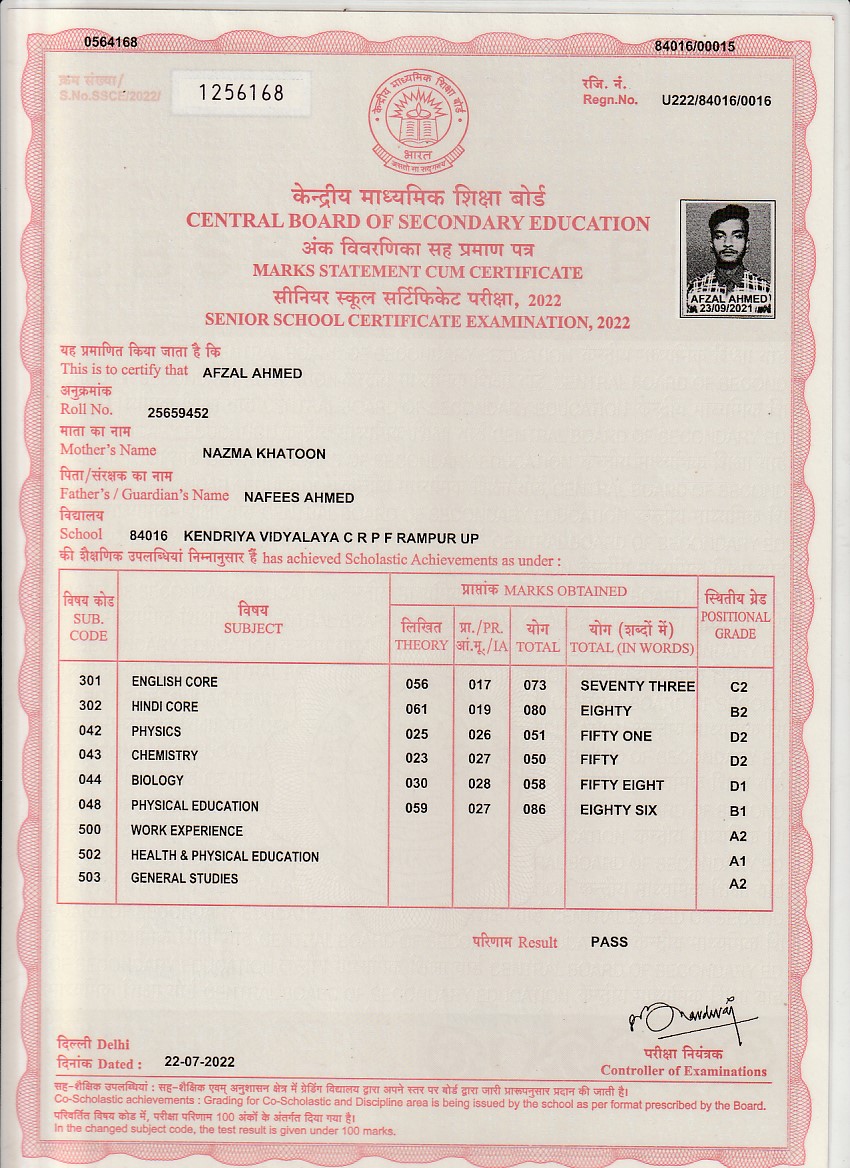 0564168
84016/00015
क्रम संख्या/
S.No.SSCE/2022/
1256168
रजि. नं.
Regn.No. U222/84016/0016
केन्द्रीय माध्यमिक शिक्षा बोर्ड
भारत
असतो मा सद्गमय
केन्द्रीय माध्यमिक शिक्षा बोर्ड
CENTRAL BOARD OF SECONDARY EDUCATION
अंक विवरणिका सह प्रमाण पत्र
MARKS STATEMENT CUM CERTIFICATE
सीनियर स्कूल सर्टिफिकेट परीक्षा, 2022
SENIOR SCHOOL CERTIFICATE EXAMINATION, 2022
AFZAL AHMED
23/09/2021
यह प्रमाणित किया जाता है कि
This is to certify that AFZAL AHMED
अनुक्रमांक
Roll No. 25659452
माता का नाम
Mother's Name NAZMA KHATOON
पिता/संरक्षक का नाम
Father's / Guardian's Name NAFEES AHMED
विद्यालय
School 84016 KENDRIYA VIDYALAYA C R P F RAMPUR UP
की शैक्षणिक उपलब्धियां निम्नानुसार हैं has achieved Scholastic Achievements as under :
विषय कोड
SUB.
CODE
विषय
SUBJECT
प्राप्तांक MARKS OBTAINED
लिखित
THEORY
प्रा./PR.
आं.मू./IA
योग
TOTAL
योग (शब्दों में)
TOTAL (IN WORDS)
स्थितीय ग्रेड
POSITIONAL
GRADE
301 ENGLISH CORE 056 017 073 SEVENTY THREE C2
302 HINDI CORE 061 019 080 EIGHTY B2
042 PHYSICS 025 026 051 FIFTY ONE D2
043 CHEMISTRY 023 027 050 FIFTY D2
044 BIOLOGY 030 028 058 FIFTY EIGHT D1
048 PHYSICAL EDUCATION 059 027 086 EIGHTY SIX B1
500 WORK EXPERIENCE A2
502 HEALTH & PHYSICAL EDUCATION A1
503 GENERAL STUDIES A2
परिणाम Result PASS
दिल्ली Delhi
दिनांक Dated : 22-07-2022
परीक्षा नियंत्रक
Controller of Examinations
सह-शैक्षिक उपलब्धियां : सह-शैक्षिक एवम् अनुशासन क्षेत्र में ग्रेडिंग विद्यालय द्वारा अपने स्तर पर बोर्ड द्वारा जारी प्रारूपनुसार प्रदान की जाती है।
Co-Scholastic achievements : Grading for Co-Scholastic and Discipline area is being issued by the school as per format prescribed by the Board.
परिवर्तित विषय कोड में, परीक्षा परिणाम 100 अंकों के अंतर्गत दिया गया है।
In the changed subject code, the test result is given under 100 marks.